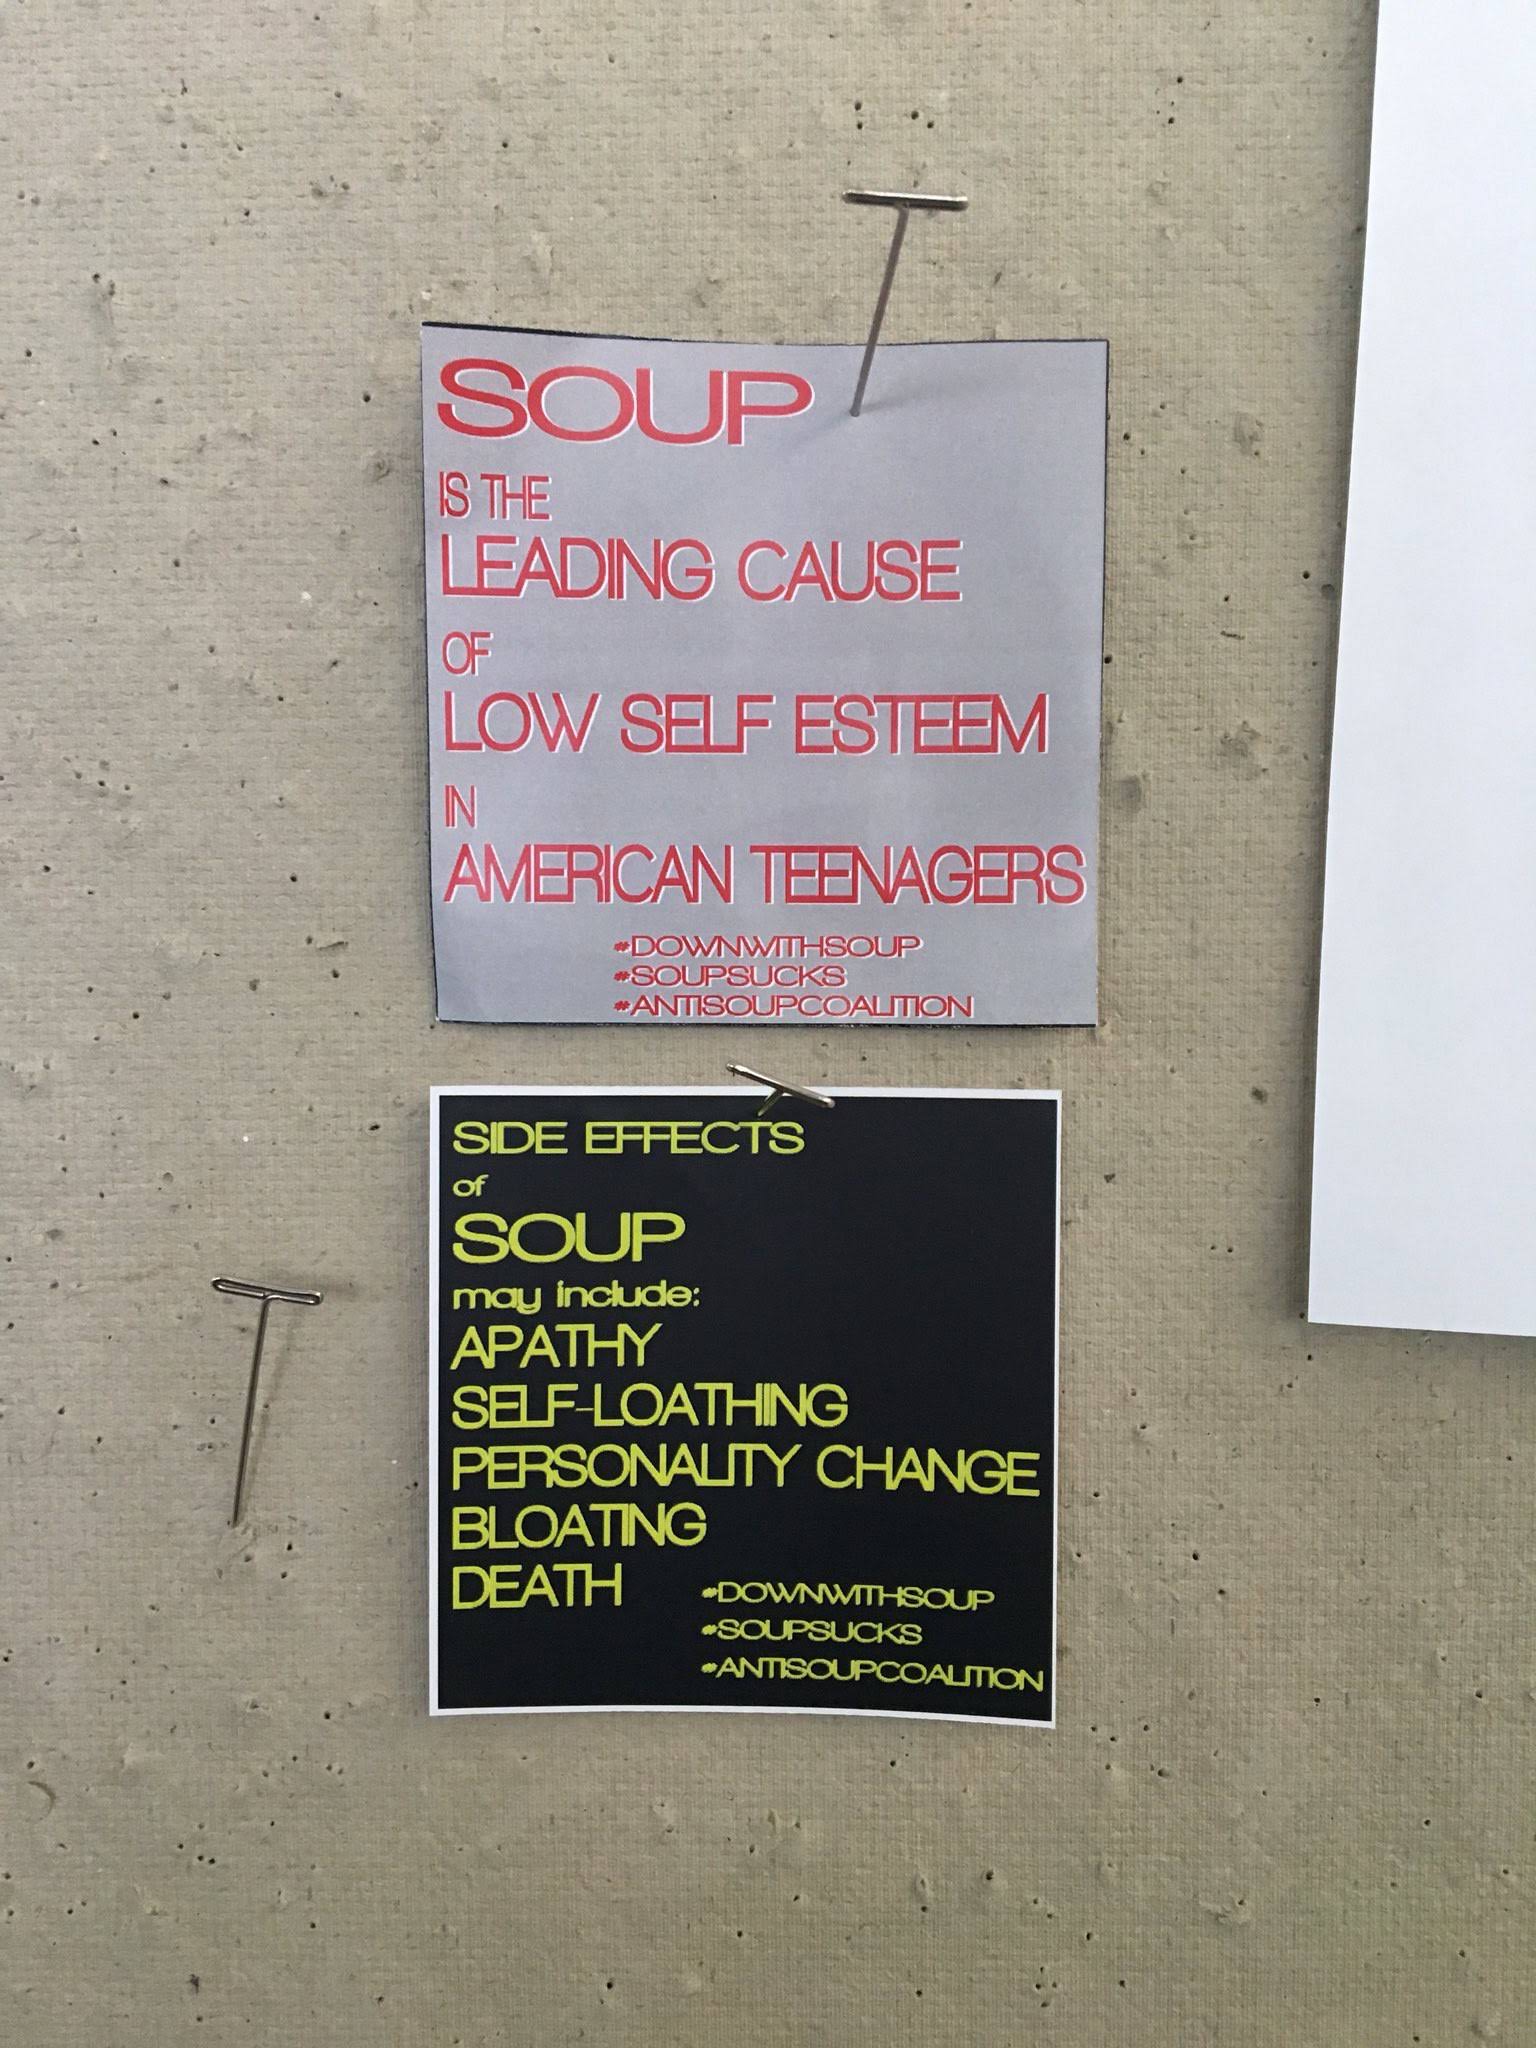 SOUP
IS THE
LEADING CAUSE
OF
LOW SELF ESTEEM
IN
AMERICAN TEENAGERS
#DOWNWITHSOUP
#SOUPSUCKS
#ANTISOUPCOALITION
SIDE EFFECTS
of
SOUP
may include:
APATHY
SELF-LOATHING
PERSONALITY CHANGE
BLOATING
DEATH
#DOWNWITHSOUP
#SOUPSUCKS
#ANTISOUPCOALITION